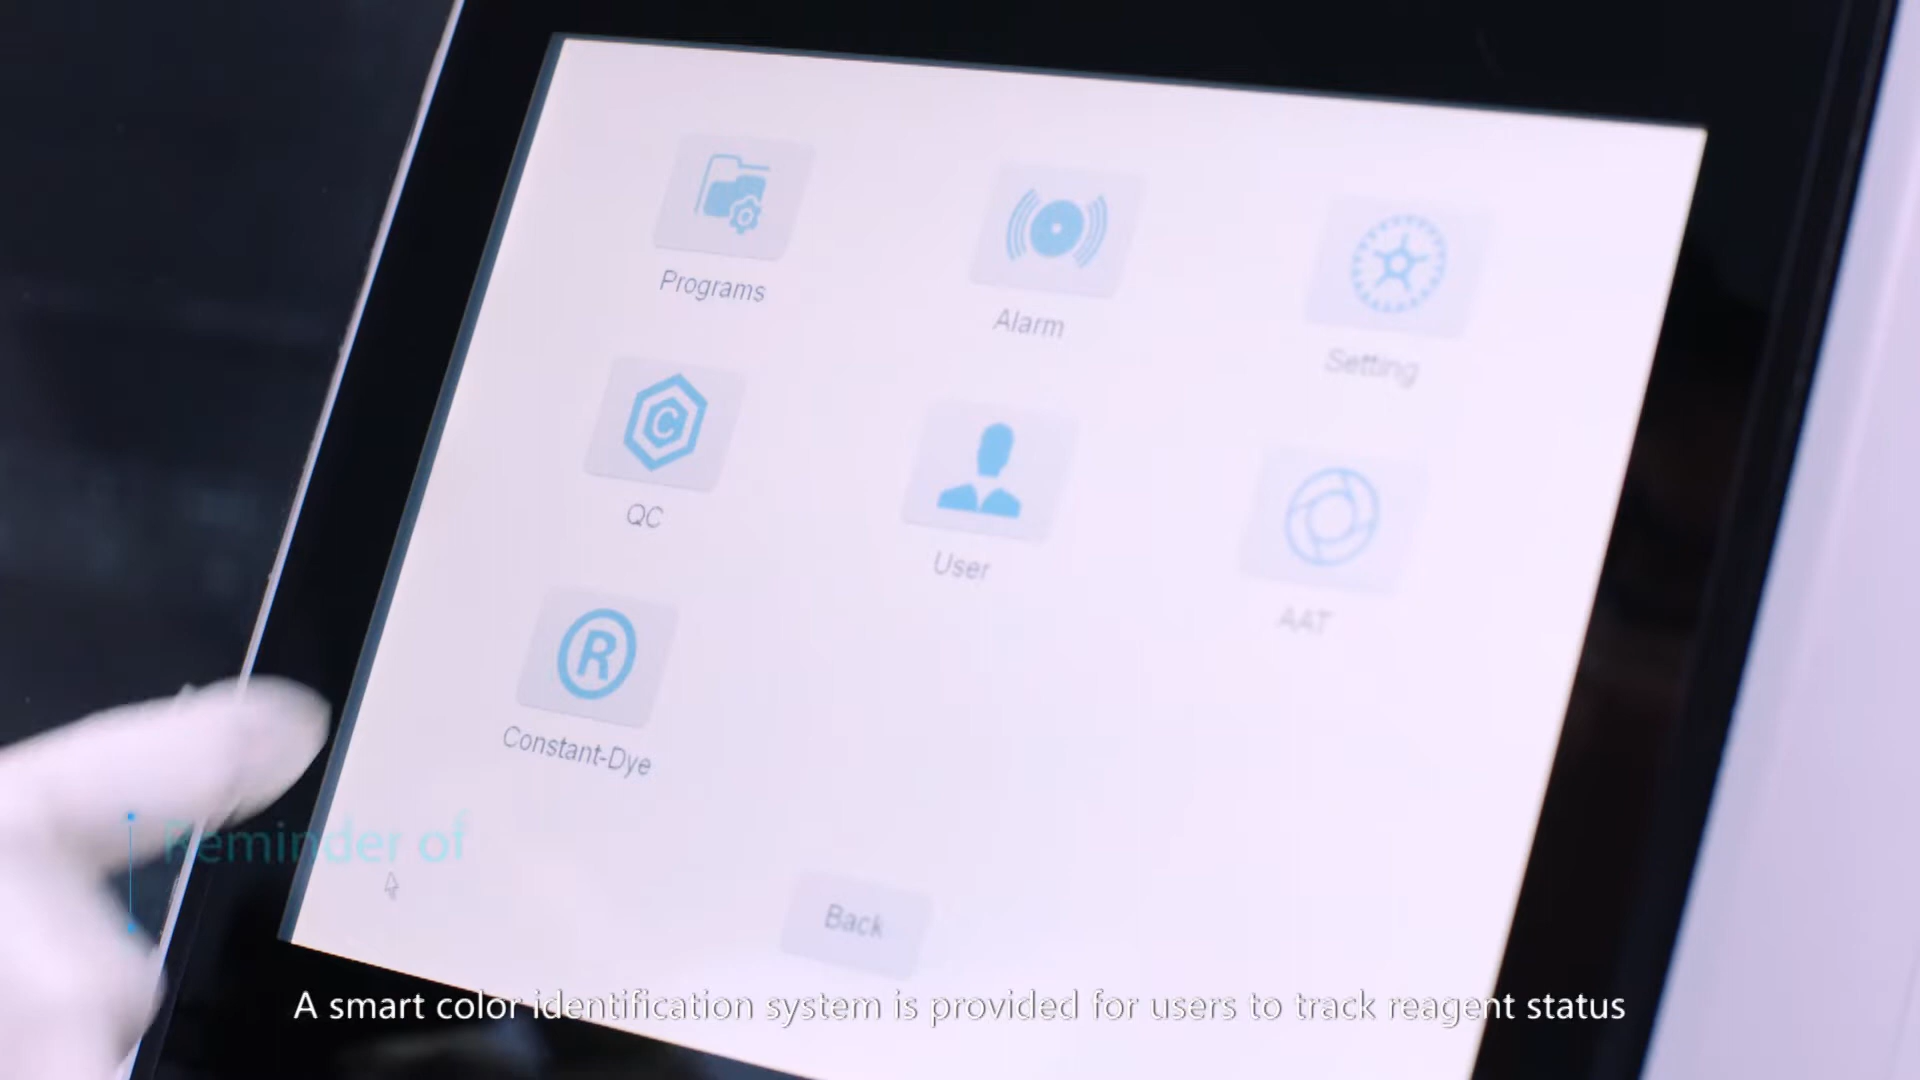 Programs
Alarm
Setting
QC
User
AAT
R
Constant-Dye
Reminder of
Back
A smart color identification system is provided for users to track reagent status